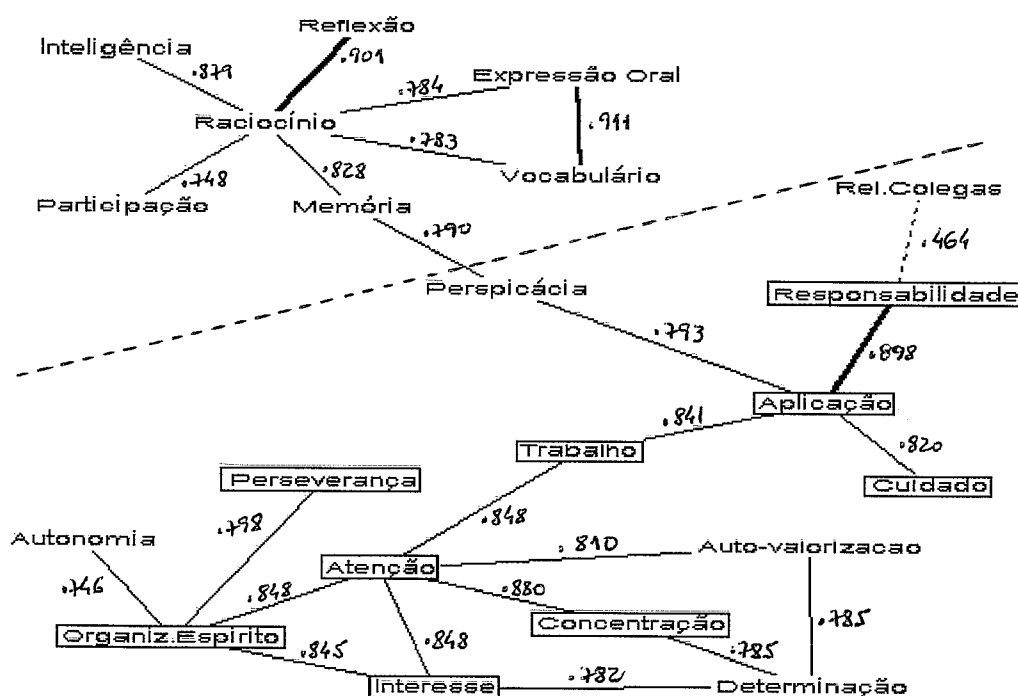 Reflexão
Inteligência
.901
.879
Expressão Oral
.784
Raciocínio
.911
.783
.748
.828
Vocabulário
Rel.Colegas
Participação
Memória
.790
.464
Perspicácia
Responsabilidade
.793
.898
Aplicação
.841
.820
Trabalho
Perseverança
Cuidado
.798
.848
Autonomia
.810
Auto-valorizacao
Atenção
.746
.848
.880
Concentração
.785
Organiz.Espírito
.845
.848
.785
.782
Interesse
Determinação